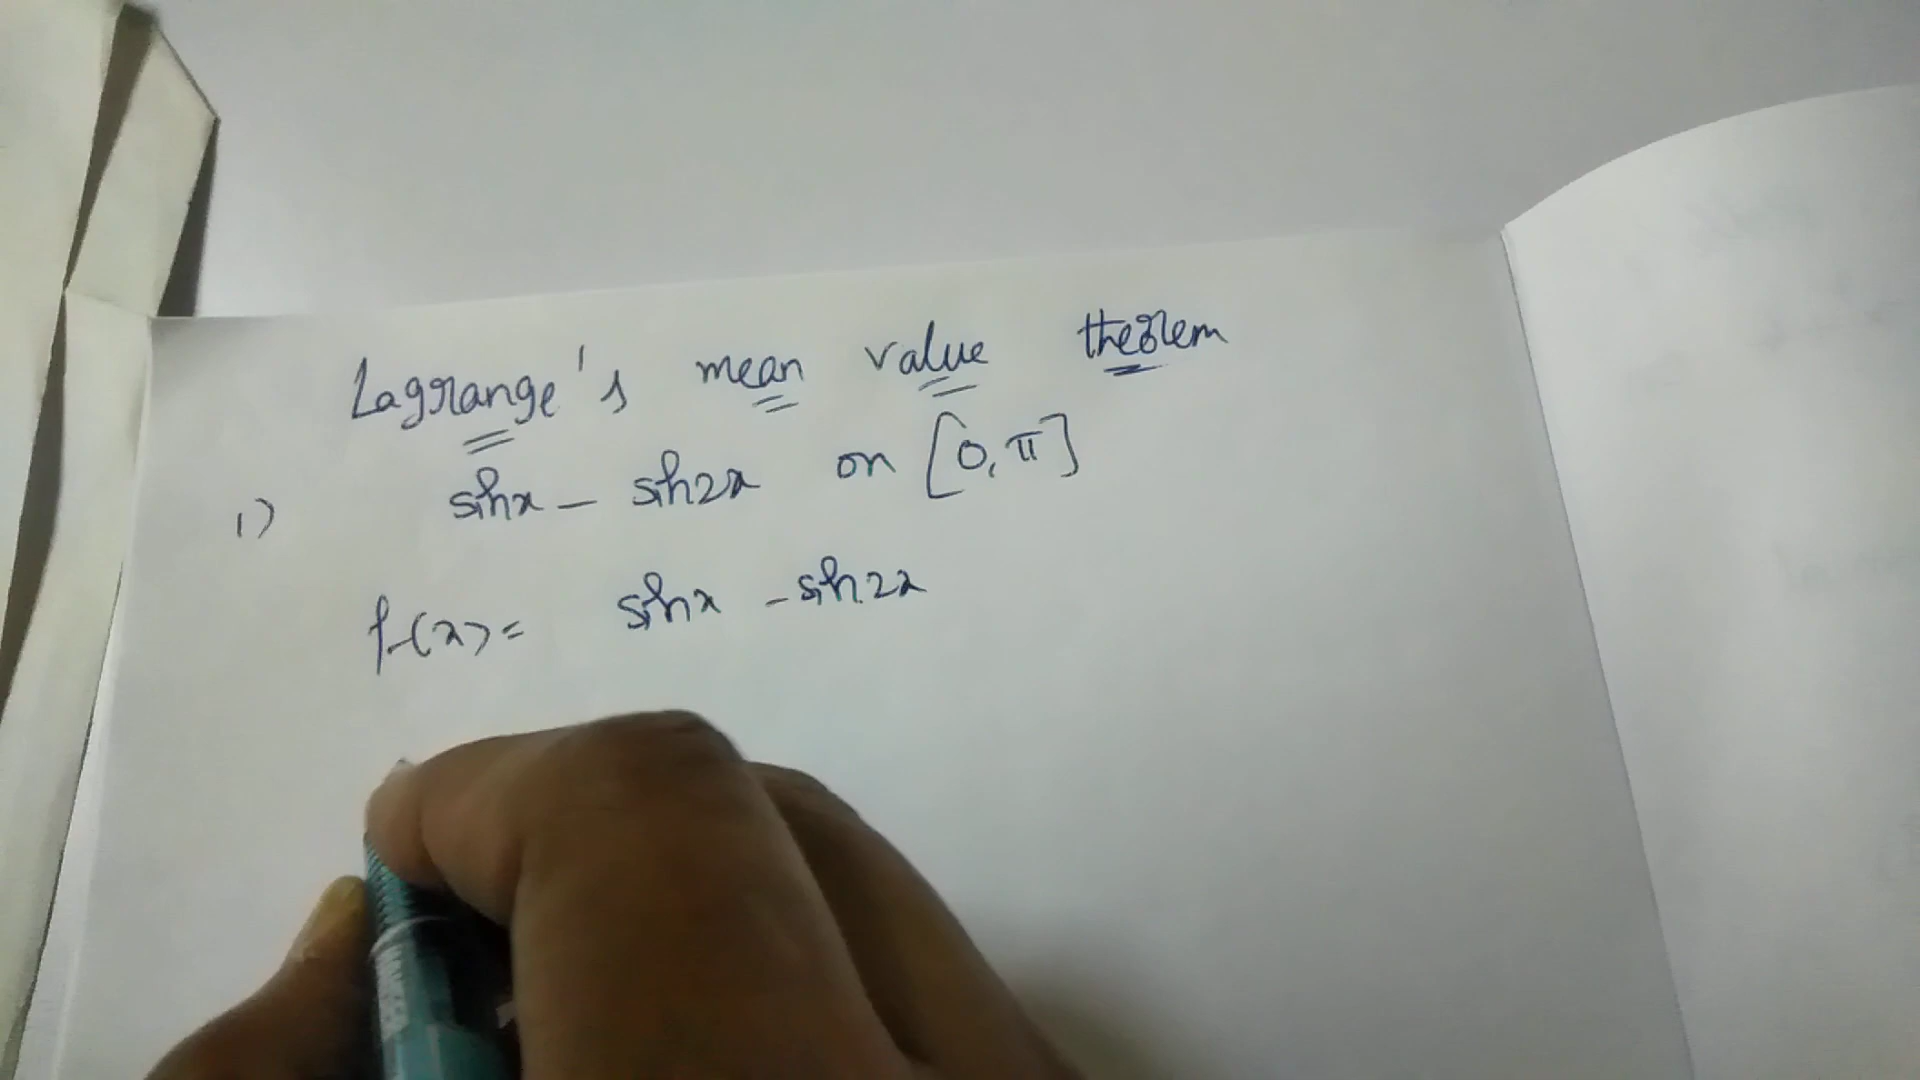 Lagrange's mean value theorem
1) sinx - sin2x on [0, π]
f(x) = sinx - sin2x